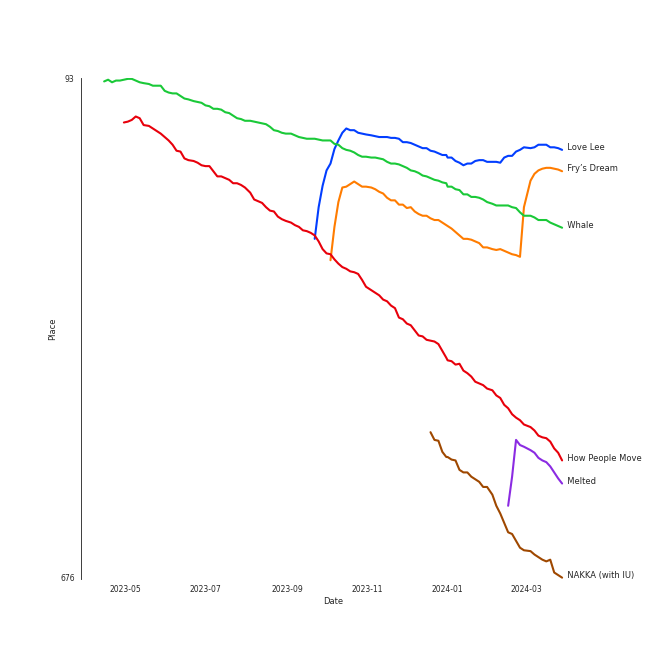 93
Love Lee
Fry's Dream
Whale
Place
How People Move
Melted
NAKKA (with IU)
676
2023-05
2023-07
2023-09
2023-11
2024-01
2024-03
Date